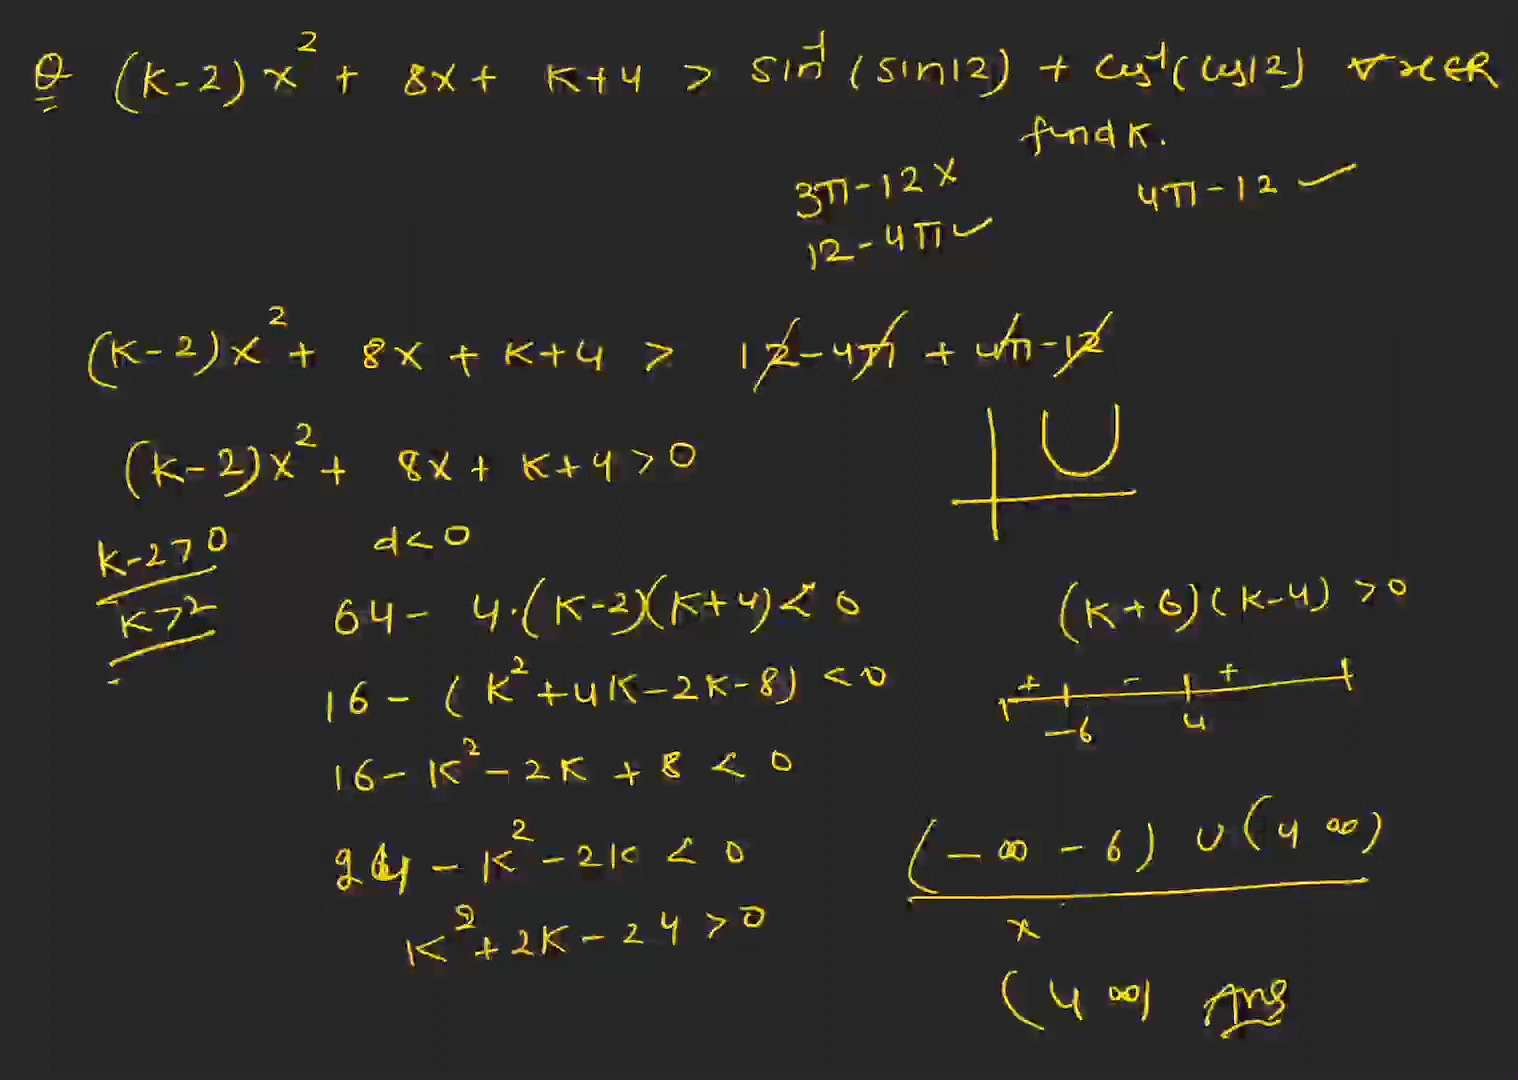 Q (K-2)x² + 8x + K+4 > sin⁻¹(sin12) + cos⁻¹(cos12) ∀ x∈R
find K.
3π-12 x
4π-12 ✓
12-4π ✓
(K-2)x² + 8x + K+4 > 12-4π + 4π-12
(K-2)x² + 8x + K+4 > 0
K-2>0
d<0
K>2
64 - 4·(K-2)(K+4) < 0
16 - (K²+4K-2K-8) < 0
16 - K² - 2K + 8 < 0
24 - K² - 2K < 0
K² + 2K - 24 > 0
(K+6)(K-4) > 0
+ - +
-6 4
(-∞ -6) ∪ (4 ∞)
x
(4 ∞) Ans